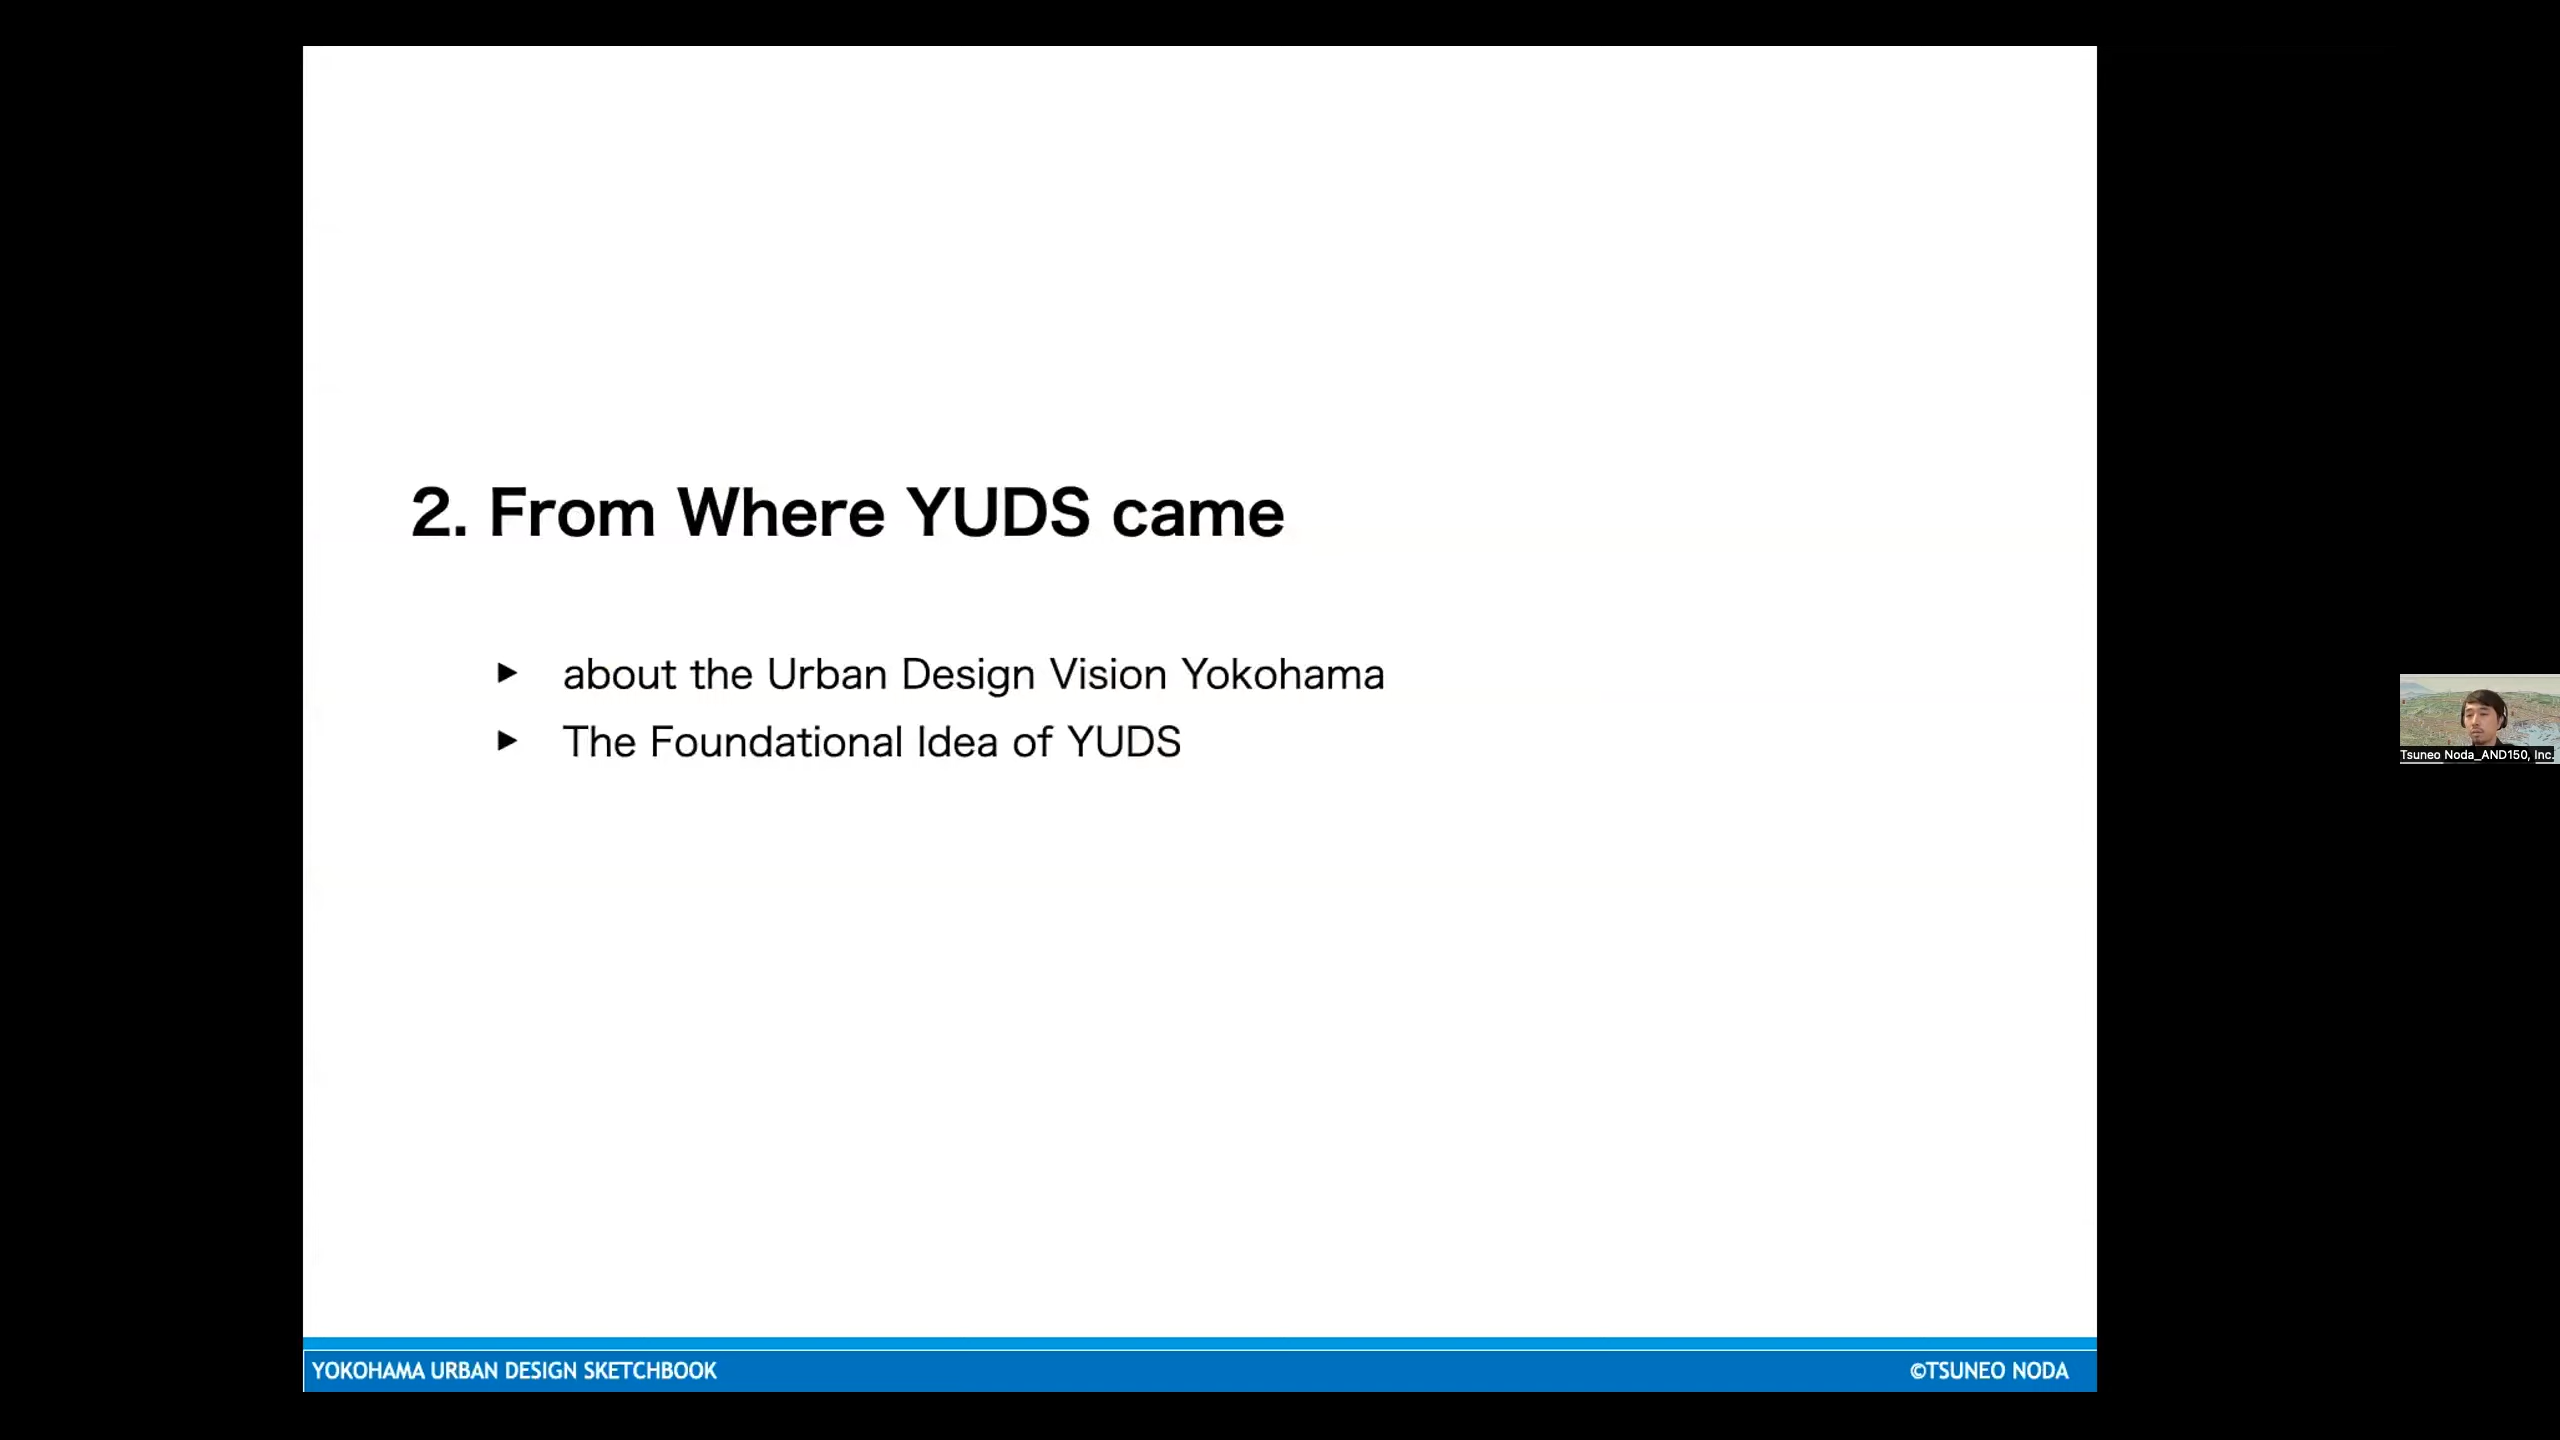 2. From Where YUDS came
▶ about the Urban Design Vision Yokohama
▶ The Foundational Idea of YUDS
Tsuneo Noda_AND150, Inc.
YOKOHAMA URBAN DESIGN SKETCHBOOK
©TSUNEO NODA